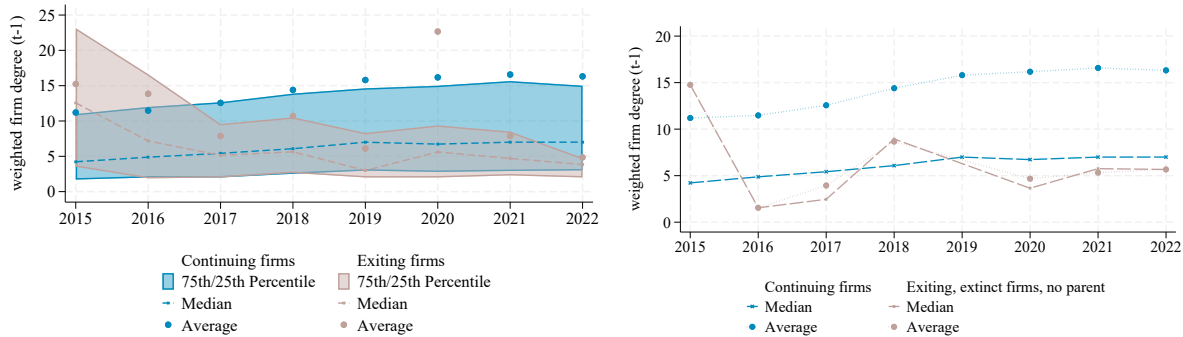 weighted firm degree (t-1)
25
20
15
10
5
0
2015 2016 2017 2018 2019 2020 2021 2022
Continuing firms Exiting firms
75th/25th Percentile 75th/25th Percentile
Median Median
Average Average
weighted firm degree (t-1)
20
15
10
5
0
2015 2016 2017 2018 2019 2020 2021 2022
Continuing firms Exiting, extinct firms, no parent
Median Median
Average Average